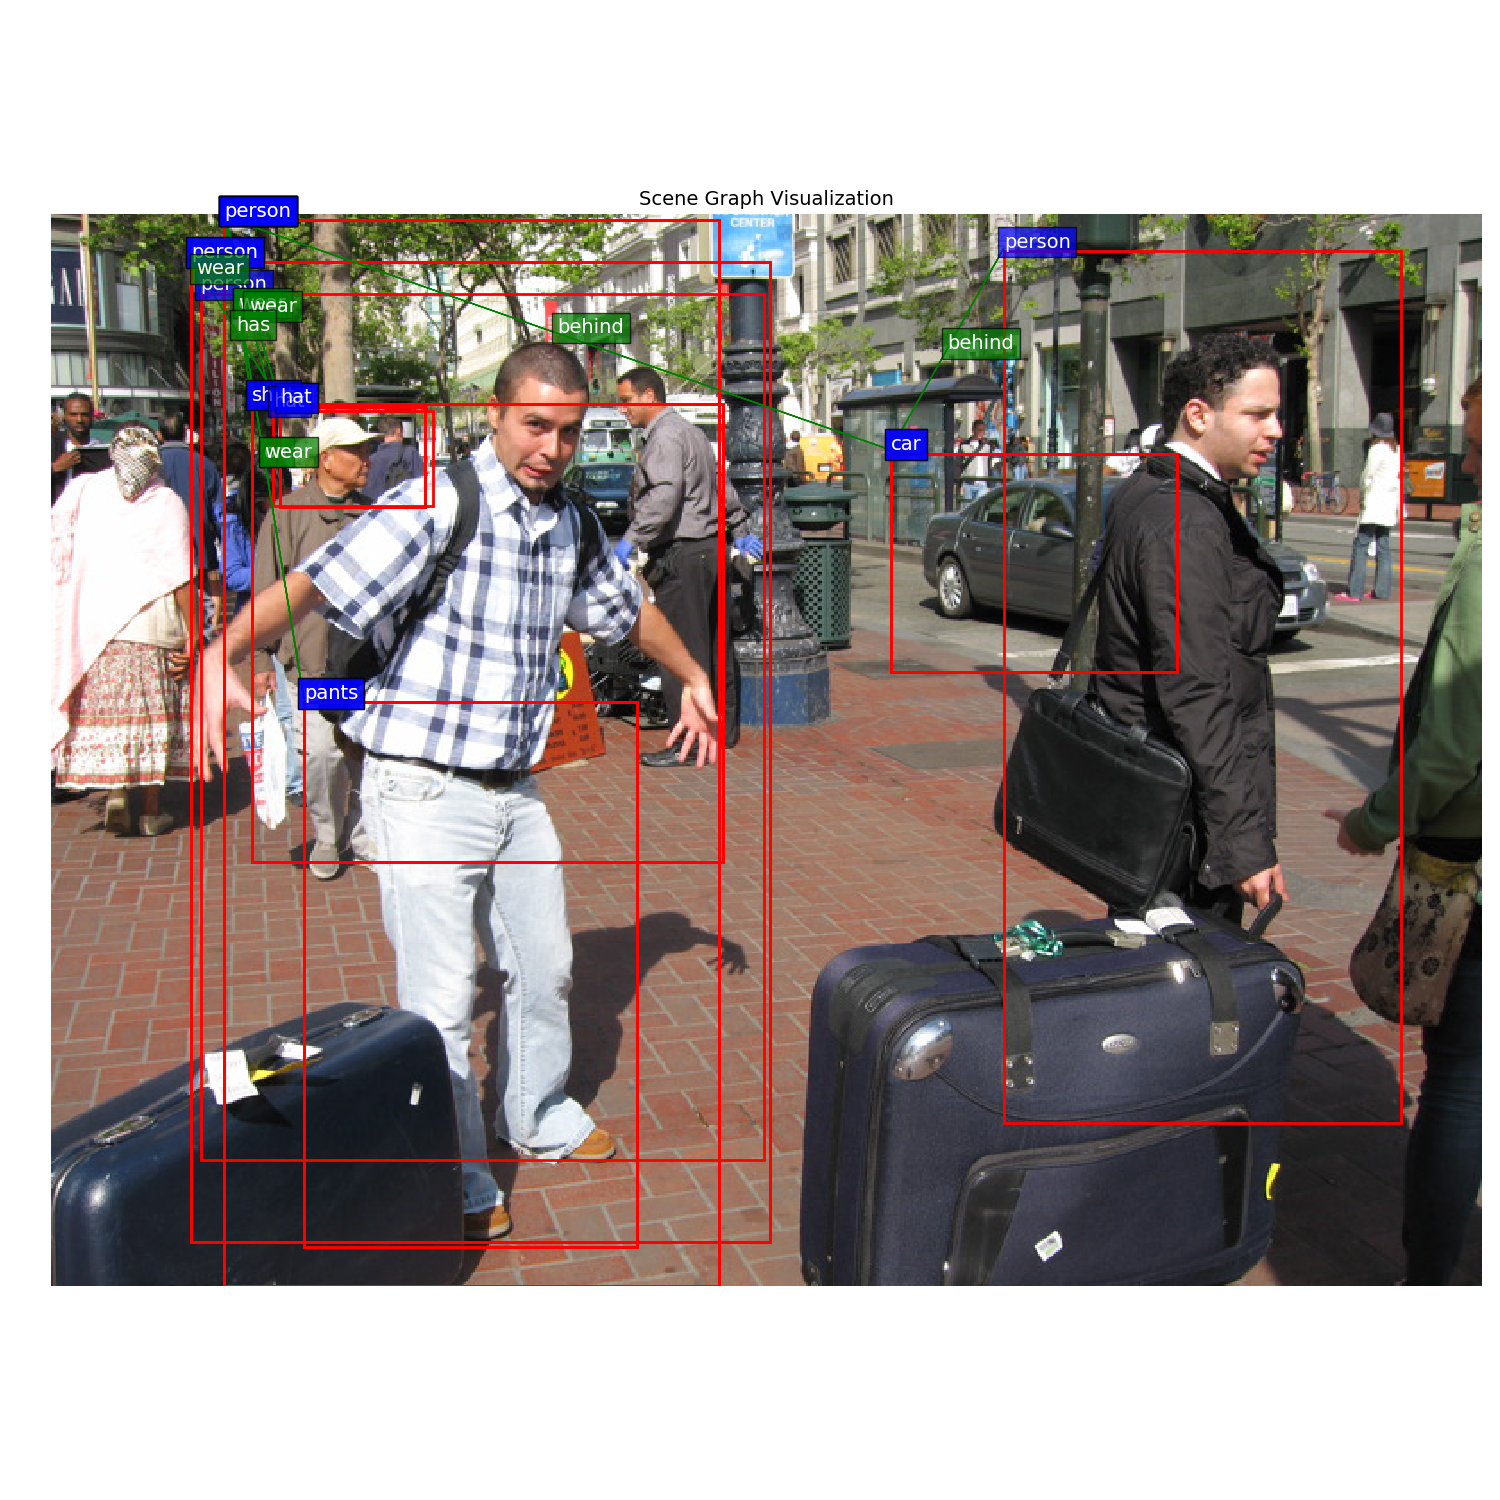 Scene Graph Visualization
person
person
person
wear
person
wear
has
behind
behind
CENTER
hat
sh
car
wear
pants